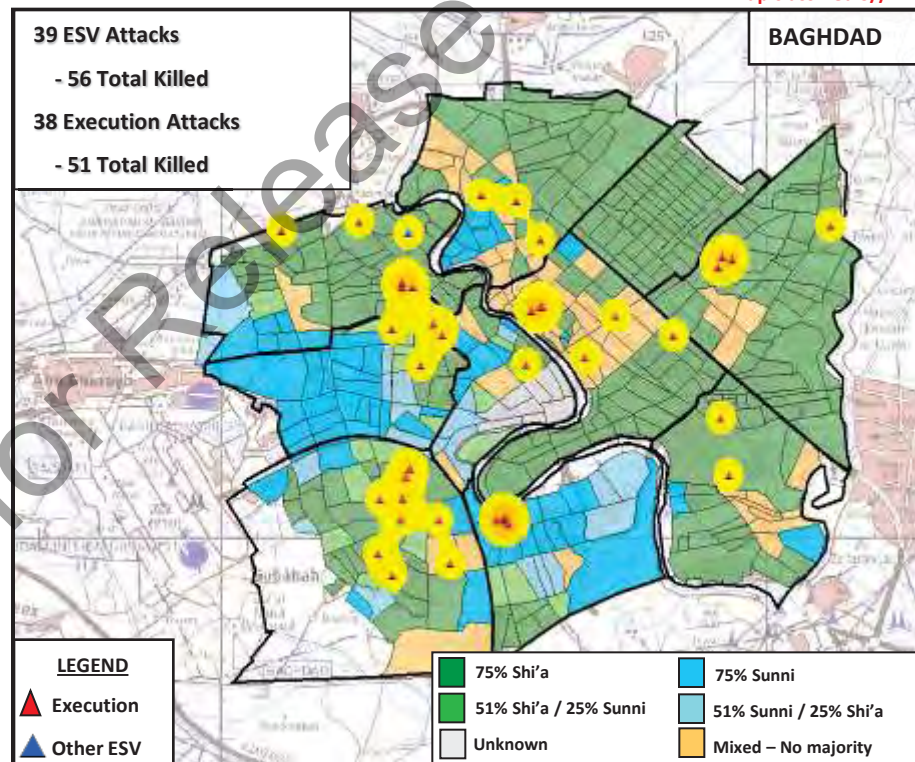 39 ESV Attacks
- 56 Total Killed
38 Execution Attacks
- 51 Total Killed
BAGHDAD
for Release
LEGEND
Execution
Other ESV
75% Shi'a
51% Shi'a / 25% Sunni
Unknown
75% Sunni
51% Sunni / 25% Shi'a
Mixed – No majority